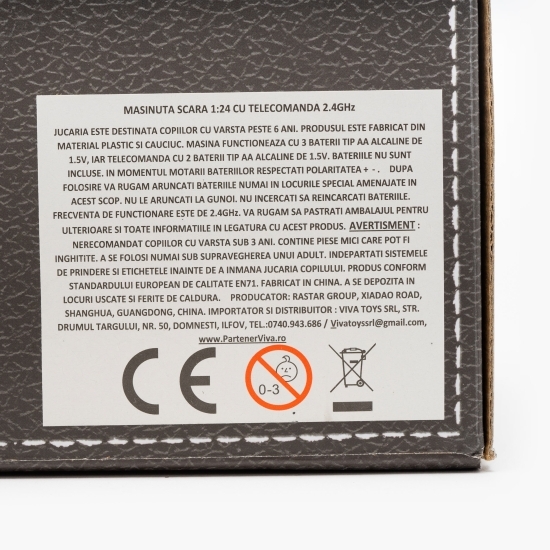 MASINUTA SCARA 1:24 CU TELECOMANDA 2.4GHz
JUCARIA ESTE DESTINATA COPIILOR CU VARSTA PESTE 6 ANI. PRODUSUL ESTE FABRICAT DIN
MATERIAL PLASTIC SI CAUCIUC. MASINA FUNCTIONEAZA CU 3 BATERII TIP AA ALCALINE DE
1.5V, IAR TELECOMANDA CU 2 BATERII TIP AA ALCALINE DE 1.5V. BATERIILE NU SUNT
INCLUSE. IN MOMENTUL MOTARII BATERIILOR RESPECTATI POLARITATEA + - . DUPA
FOLOSIRE VA RUGAM ARUNCATI BATERIILE NUMAI IN LOCURILE SPECIAL AMENAJATE IN
ACEST SCOP. NU LE ARUNCATI LA GUNOI. NU INCERCATI SA REINCARCATI BATERIILE.
FRECVENTA DE FUNCTIONARE ESTE DE 2.4GHz. VA RUGAM SA PASTRATI AMBALAJUL PENTRU
ULTERIOARE SI TOATE INFORMATIILE IN LEGATURA CU ACEST PRODUS. AVERTISMENT :
NERECOMANDAT COPIILOR CU VARSTA SUB 3 ANI. CONTINE PIESE MICI CARE POT FI
INGHITITE. A SE FOLOSI NUMAI SUB SUPRAVEGHEREA UNUI ADULT. INDEPARTATI SISTEMELE
DE PRINDERE SI ETICHETELE INAINTE DE A INMANA JUCARIA COPILULUI. PRODUS CONFORM
STANDARDULUI EUROPEAN DE CALITATE EN71. FABRICAT IN CHINA. A SE DEPOZITA IN
LOCURI USCATE SI FERITE DE CALDURA. PRODUCATOR: RASTAR GROUP, XIADAO ROAD,
SHANGHUA, GUANGDONG, CHINA. IMPORTATOR SI DISTRIBUITOR : VIVA TOYS SRL, STR.
DRUMUL TARGULUI, NR. 50, DOMNESTI, ILFOV, TEL.:0740.943.686 / Vivatoyssrl@gmail.com,
www.PartenerViva.ro
CE
0-3